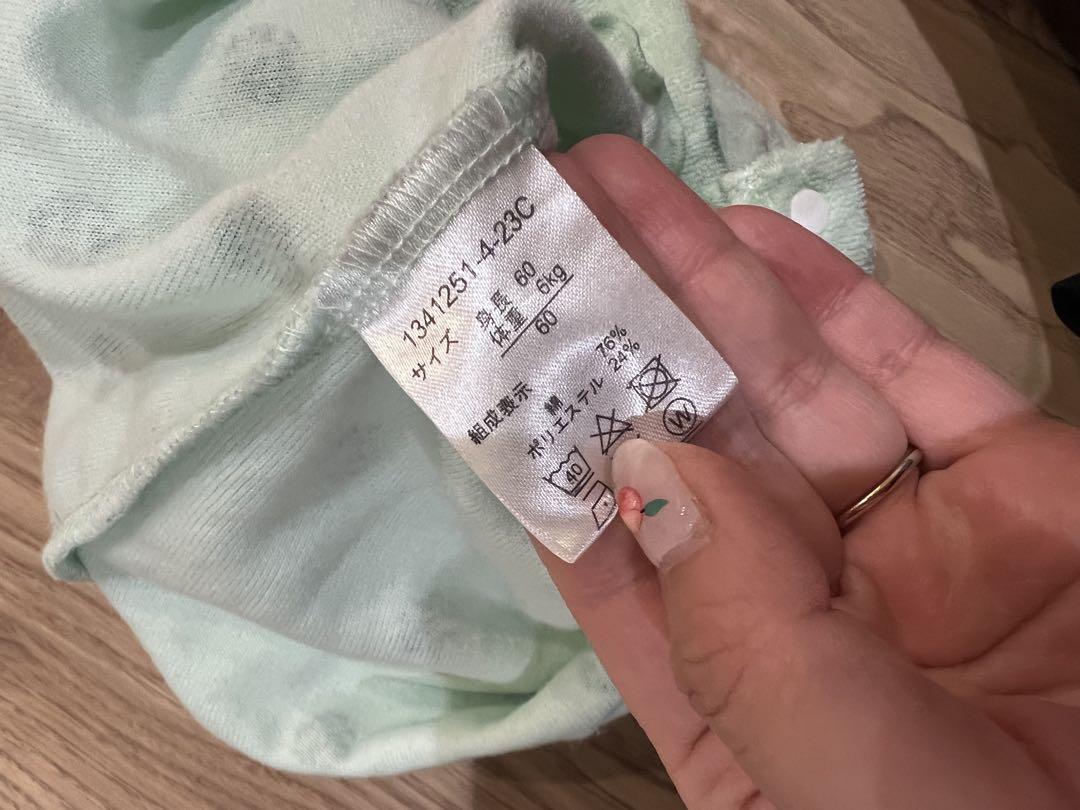 1341251-4-23C
サイズ 身長 60
体重 6kg
60
組成表示
綿 76%
ポリエステル 24%
40
W